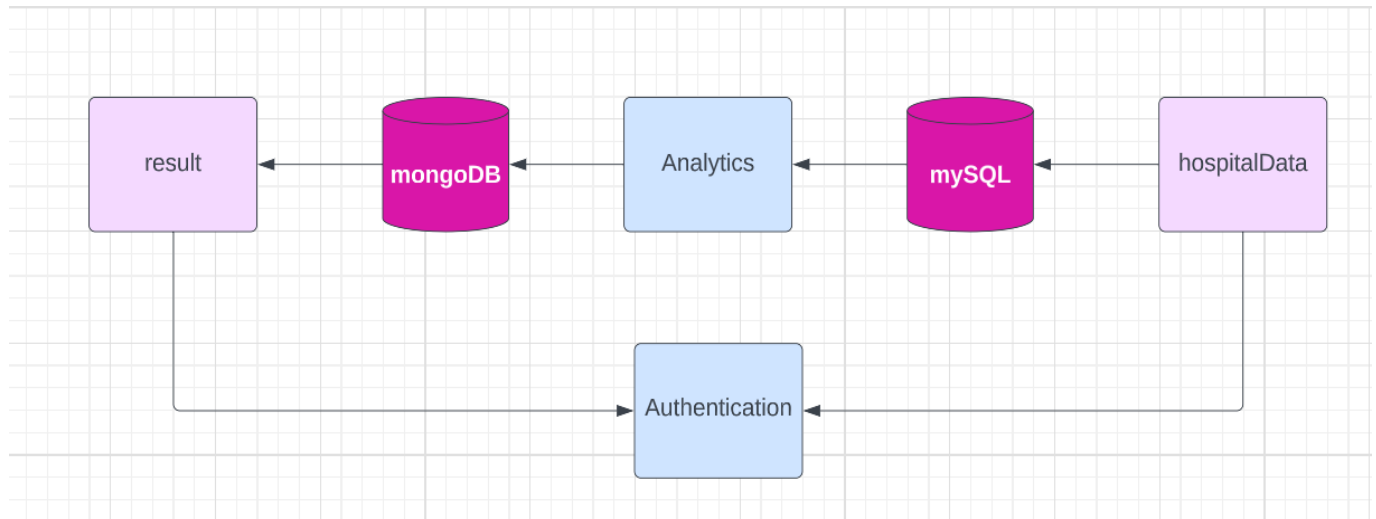 result
mongoDB
Analytics
mySQL
hospitalData
Authentication